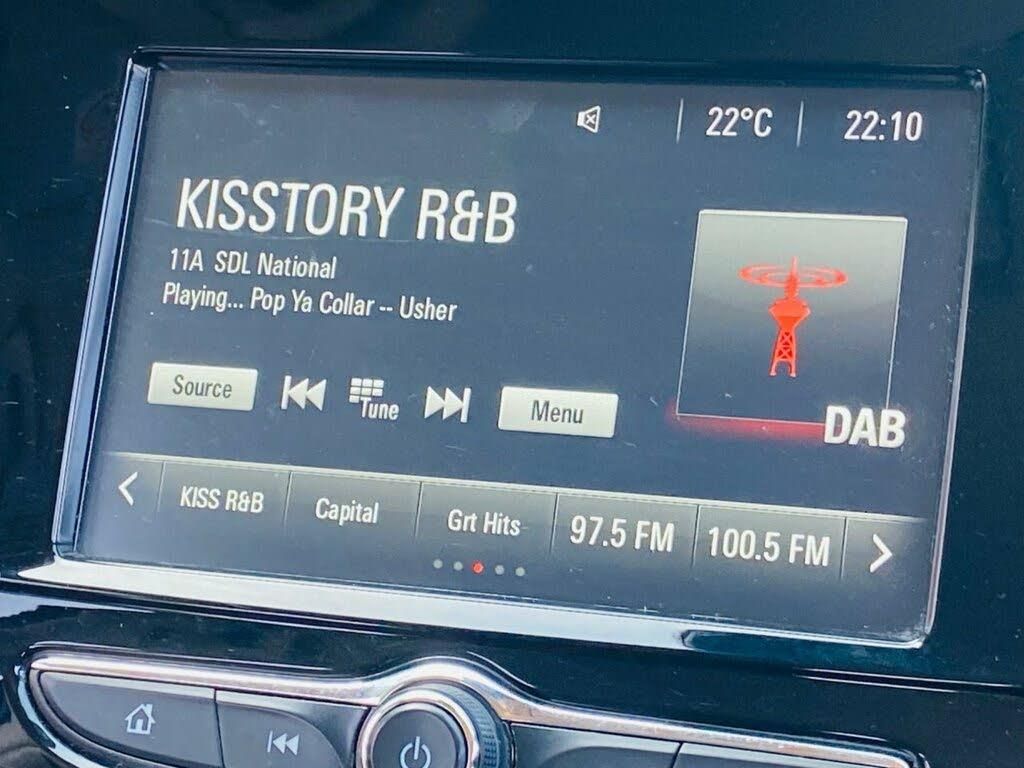 22°C
22:10
KISSTORY R&B
11A SDL National
Playing... Pop Ya Collar -- Usher
DAB
Source
Tune
Menu
KISS R&B
Capital
Grt Hits
97.5 FM
100.5 FM